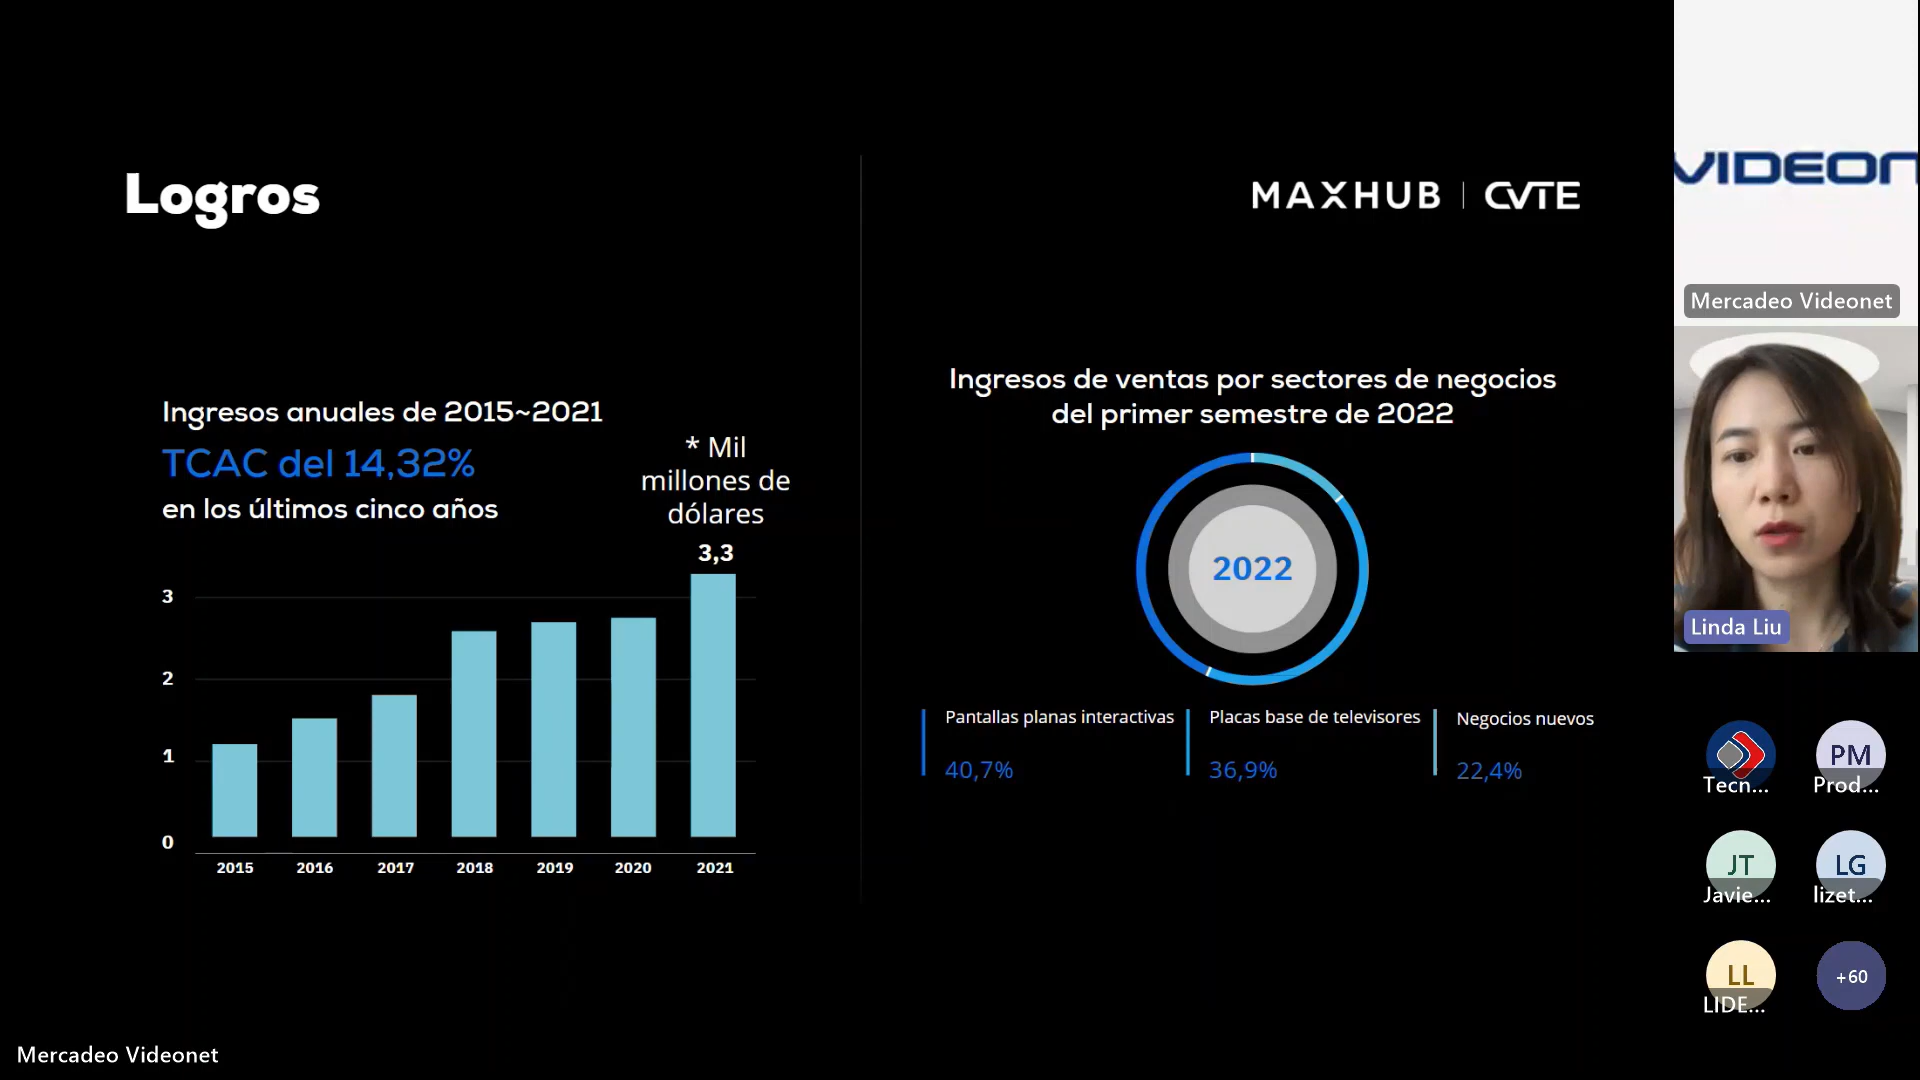 Logros
MAXHUB | CVTE
Ingresos anuales de 2015~2021
TCAC del 14,32%
en los últimos cinco años
* Mil
millones de
dólares
3,3
3
2
1
0
2015 2016 2017 2018 2019 2020 2021
Ingresos de ventas por sectores de negocios
del primer semestre de 2022
2022
Pantallas planas interactivas
40,7%
Placas base de televisores
36,9%
Negocios nuevos
22,4%
VIDEON
Mercadeo Videonet
Linda Liu
Tecn...
PM
Prod...
JT
Javie...
LG
lizet...
LL
LIDE...
+60
Mercadeo Videonet